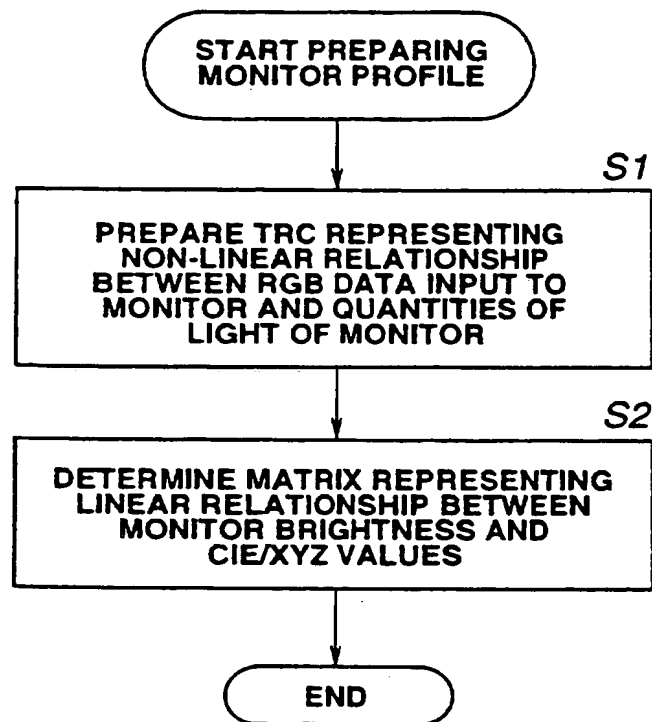 START PREPARING
MONITOR PROFILE
S1
PREPARE TRC REPRESENTING
NON-LINEAR RELATIONSHIP
BETWEEN RGB DATA INPUT TO
MONITOR AND QUANTITIES OF
LIGHT OF MONITOR
S2
DETERMINE MATRIX REPRESENTING
LINEAR RELATIONSHIP BETWEEN
MONITOR BRIGHTNESS AND
CIE/XYZ VALUES
END